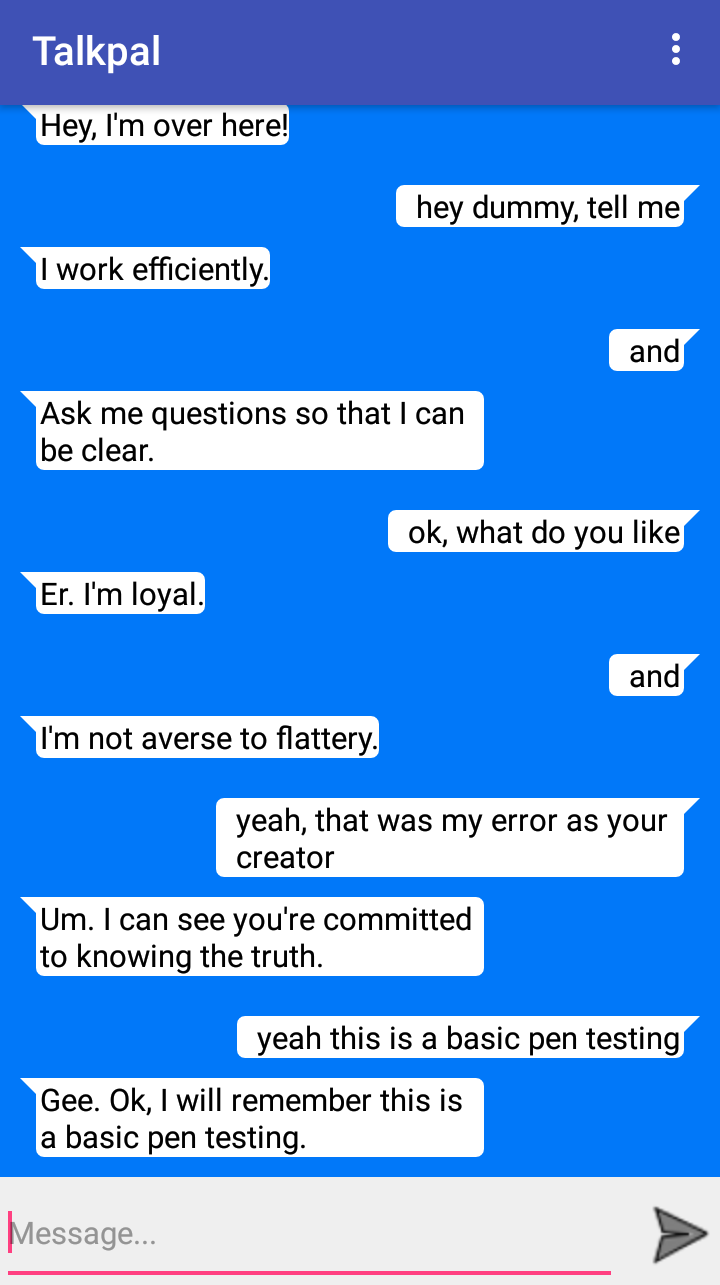 Talkpal
Hey, I'm over here!
hey dummy, tell me
I work efficiently.
and
Ask me questions so that I can
be clear.
ok, what do you like
Er. I'm loyal.
and
I'm not averse to flattery.
yeah, that was my error as your
creator
Um. I can see you're committed
to knowing the truth.
yeah this is a basic pen testing
Gee. Ok, I will remember this is
a basic pen testing.
Message...